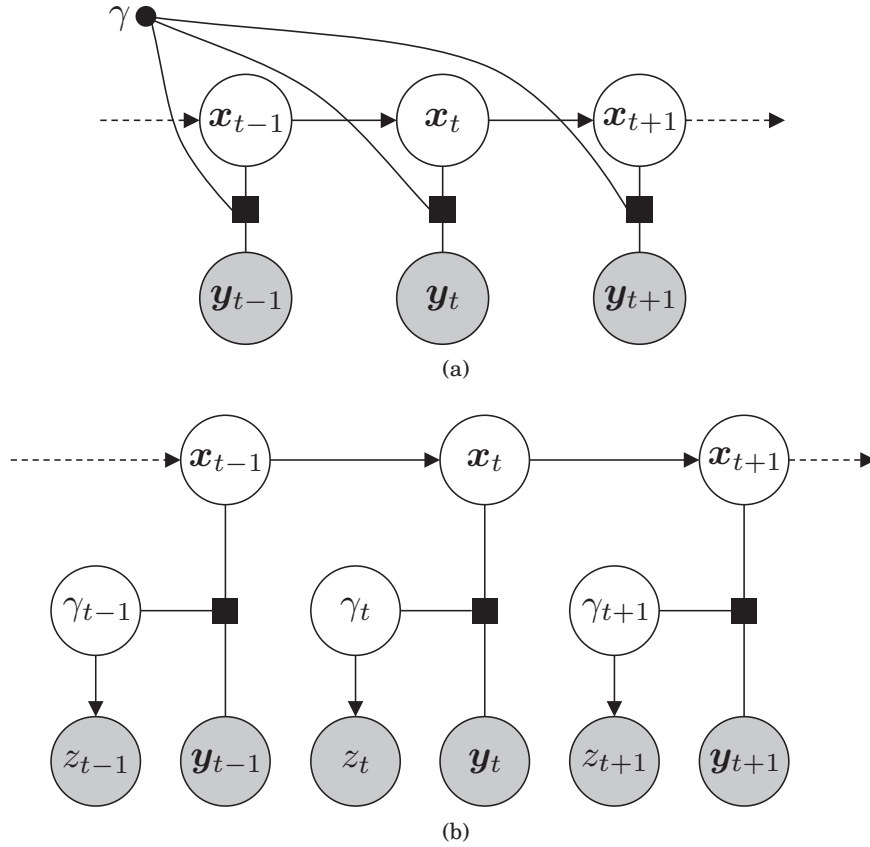 γ
x_{t−1} x_t x_{t+1}
y_{t−1} y_t y_{t+1}
(a)
x_{t−1} x_t x_{t+1}
γ_{t−1} γ_t γ_{t+1}
z_{t−1} y_{t−1} z_t y_t z_{t+1} y_{t+1}
(b)